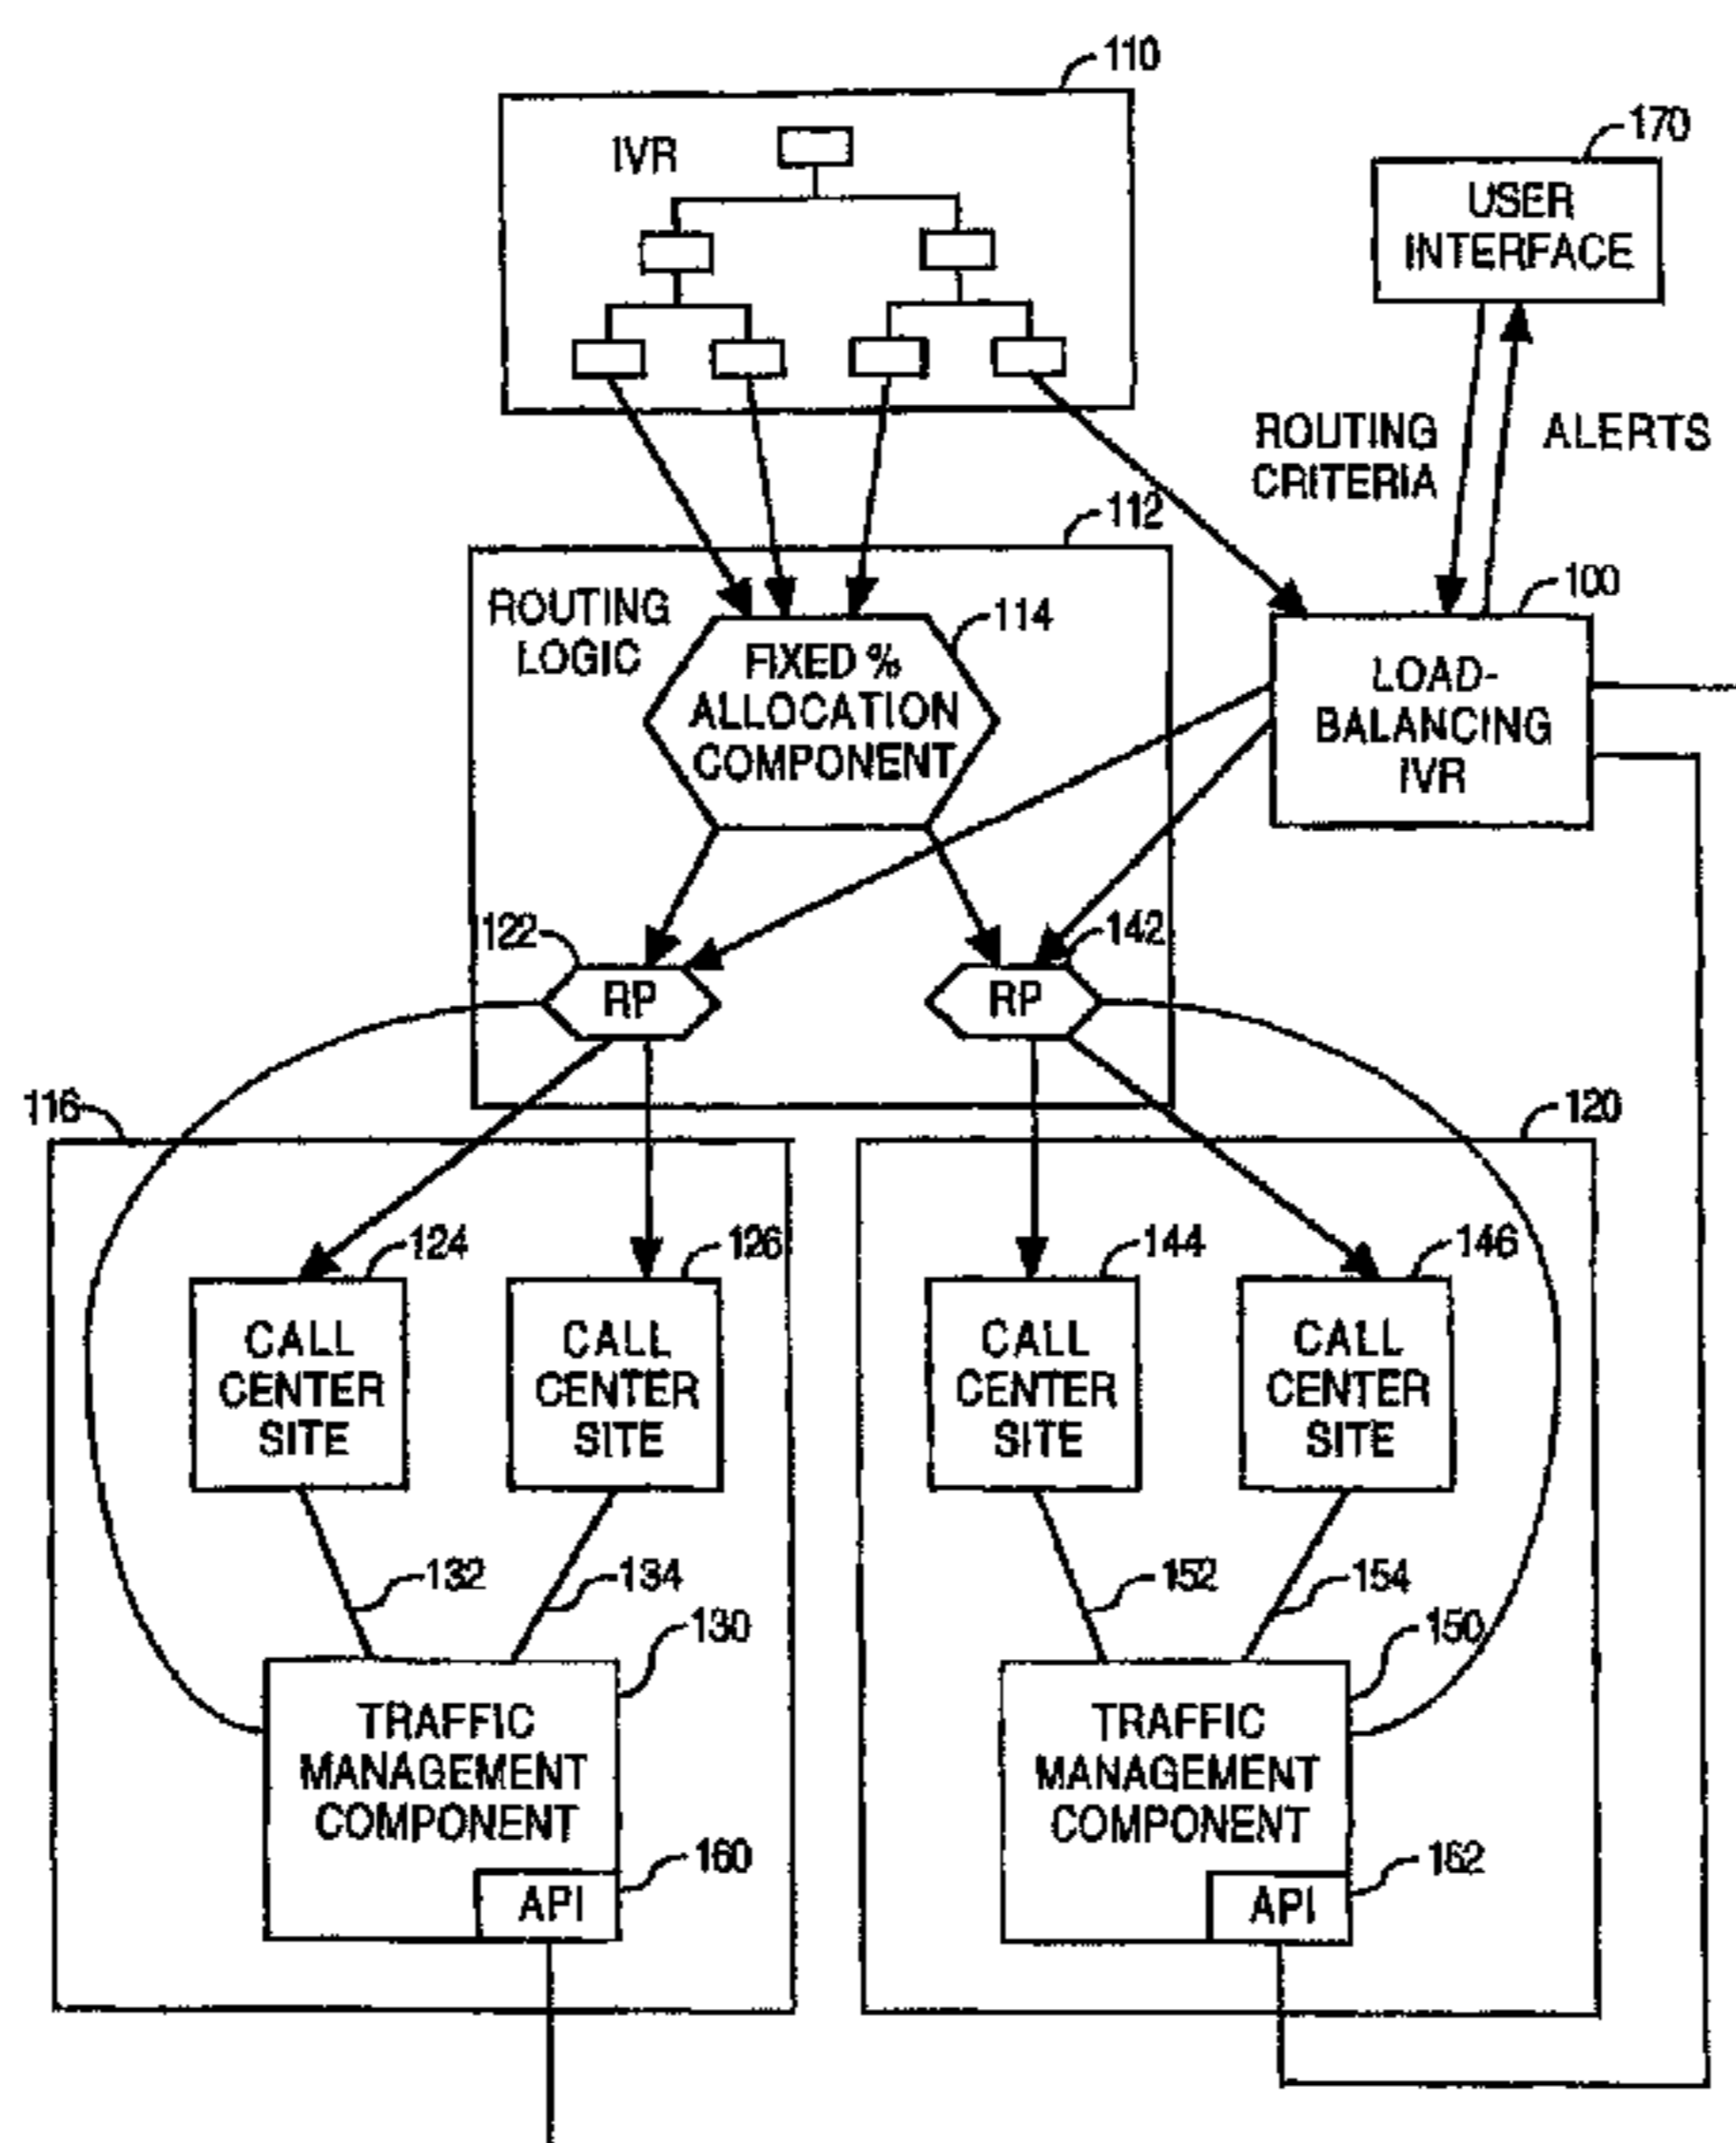 110
IVR
170
USER
INTERFACE
ROUTING
CRITERIA
ALERTS
112
ROUTING
LOGIC
114
FIXED %
ALLOCATION
COMPONENT
100
LOAD-
BALANCING
IVR
122
RP
142
RP
116
120
124
CALL
CENTER
SITE
126
CALL
CENTER
SITE
144
CALL
CENTER
SITE
146
CALL
CENTER
SITE
132
134
152
154
130
TRAFFIC
MANAGEMENT
COMPONENT
160
API
150
TRAFFIC
MANAGEMENT
COMPONENT
162
API